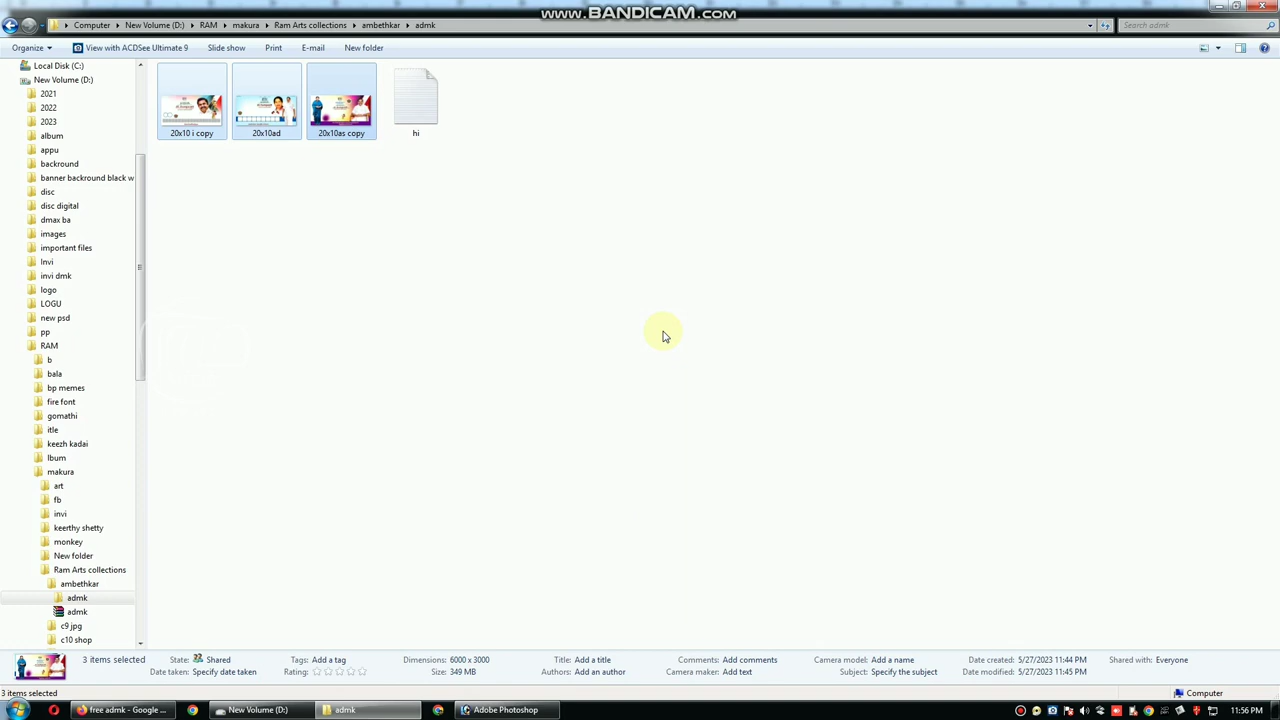 www.BANDICAM.com
Computer ▸ New Volume (D:) ▸ RAM ▸ makura ▸ Ram Arts collections ▸ ambethkar ▸ admk
Search admk
Organize View with ACDSee Ultimate 9 Slide show Print E-mail New folder
Local Disk (C:)
New Volume (D:)
2021
2022
2023
album
appu
backround
banner backround black w
disc
disc digital
dmax ba
images
important files
Invi
invi dmk
logo
LOGU
new psd
pp
RAM
b
bala
bp memes
fire font
gomathi
itle
keezh kadai
lbum
makura
art
fb
invi
keerthy shetty
monkey
New folder
Ram Arts collections
ambethkar
admk
admk
c9 jpg
c10 shop
20x10 i copy 20x10ad 20x10as copy hi
3 items selected State: Shared Tags: Add a tag Dimensions: 6000 x 3000 Title: Add a title Comments: Add comments Camera model: Add a name Date created: 5/27/2023 11:44 PM Shared with: Everyone
Date taken: Specify date taken Rating: Size: 349 MB Authors: Add an author Camera maker: Add text Subject: Specify the subject Date modified: 5/27/2023 11:45 PM
3 items selected Computer
free admk - Google ... New Volume (D:) admk Adobe Photoshop 11:56 PM